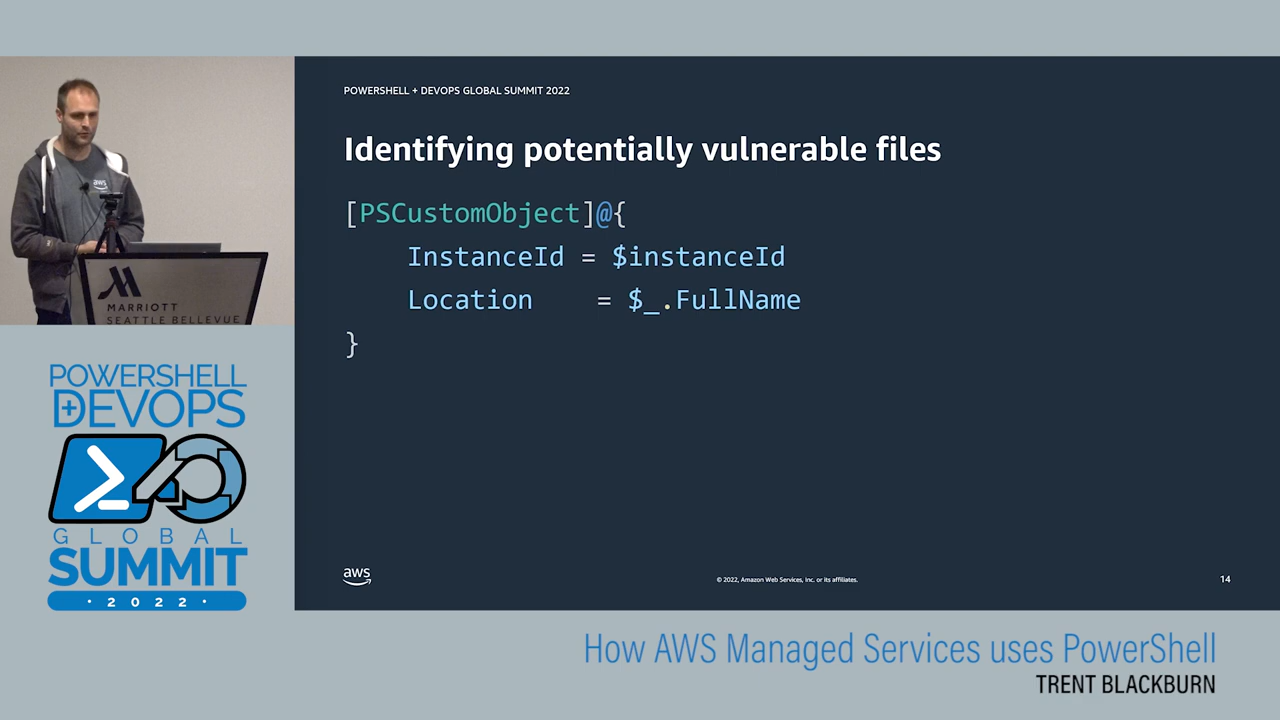 POWERSHELL + DEVOPS GLOBAL SUMMIT 2022
Identifying potentially vulnerable files
[PSCustomObject]@{
    InstanceId = $instanceId
    Location    = $_.FullName
}
aws
© 2022, Amazon Web Services, Inc. or its affiliates.
14
aws
MARRIOTT
SEATTLE BELLEVUE
POWERSHELL
+DEVOPS
GLOBAL
SUMMIT
· 2022 ·
How AWS Managed Services uses PowerShell
TRENT BLACKBURN